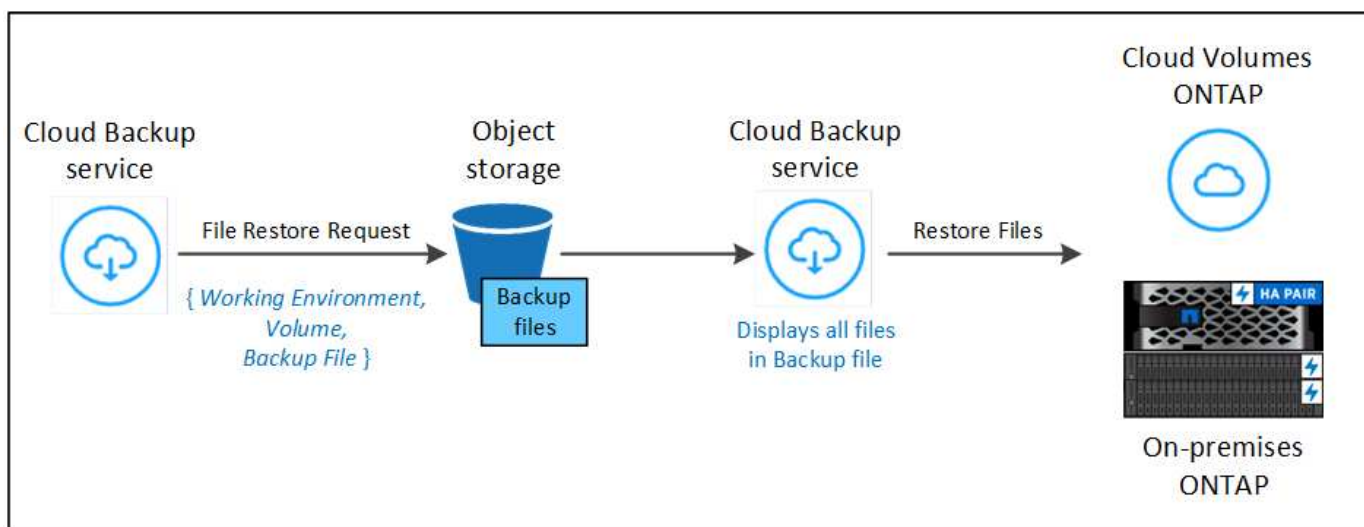 Cloud Backup
service
File Restore Request
{ Working Environment,
Volume,
Backup File }
Object
storage
Backup
files
Cloud Backup
service
Displays all files
in Backup file
Restore Files
Cloud Volumes
ONTAP
HA PAIR
On-premises
ONTAP